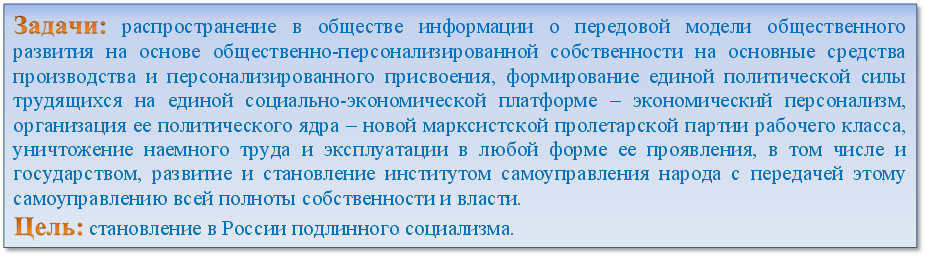 Задачи: распространение в обществе информации о передовой модели общественного
развития на основе общественно-персонализированной собственности на основные средства
производства и персонализированного присвоения, формирование единой политической силы
трудящихся на единой социально-экономической платформе – экономический персонализм,
организация ее политического ядра – новой марксистской пролетарской партии рабочего класса,
уничтожение наемного труда и эксплуатации в любой форме ее проявления, в том числе и
государством, развитие и становление институтом самоуправления народа с передачей этому
самоуправлению всей полноты собственности и власти.
Цель: становление в России подлинного социализма.